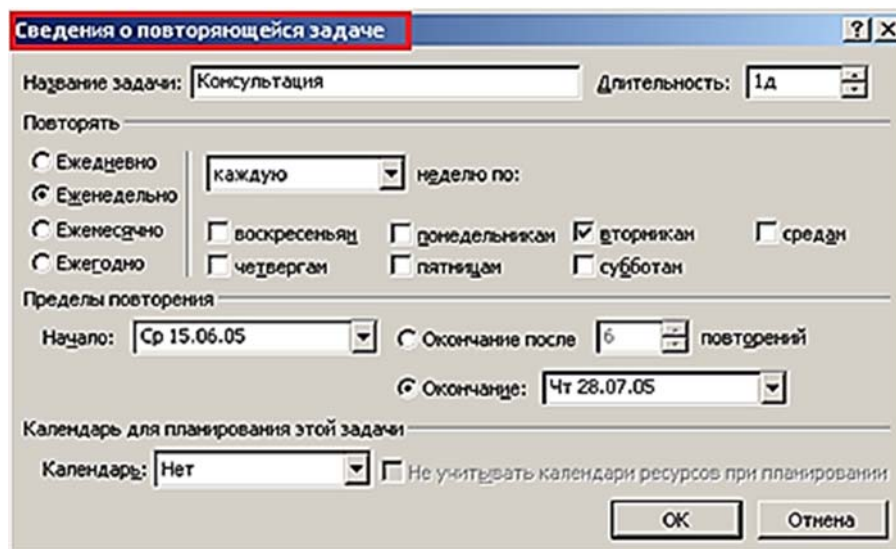 Сведения о повторяющейся задаче
Название задачи: Консультация Длительность: 1д
Повторять
Ежедневно
Еженедельно
Ежемесячно
Ежегодно
каждую неделю по:
воскресеньям понедельникам вторникам средам
четвергам пятницам субботам
Пределы повторения
Начало: Ср 15.06.05 Окончание после 6 повторений
Окончание: Чт 28.07.05
Календарь для планирования этой задачи
Календарь: Нет Не учитывать календари ресурсов при планировании
ОК Отмена